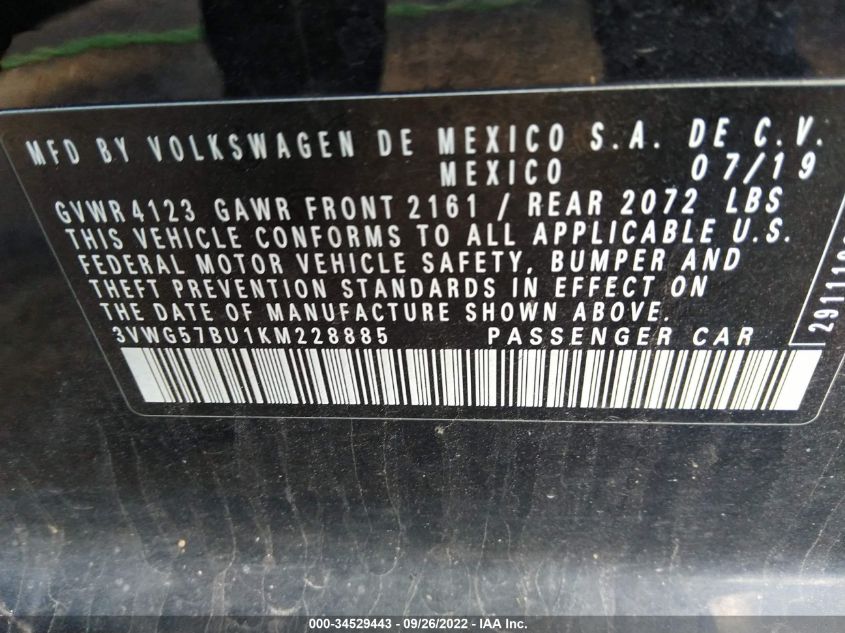 MFD BY VOLKSWAGEN DE MEXICO S.A. DE C.V.
MEXICO 07/19
GVWR 4123 GAWR FRONT 2161 / REAR 2072 LBS
THIS VEHICLE CONFORMS TO ALL APPLICABLE U.S.
FEDERAL MOTOR VEHICLE SAFETY, BUMPER AND
THEFT PREVENTION STANDARDS IN EFFECT ON
THE DATE OF MANUFACTURE SHOWN ABOVE.
3VWG57BU1KM228885 PASSENGER CAR
000-34529443 - 09/26/2022 - IAA Inc.